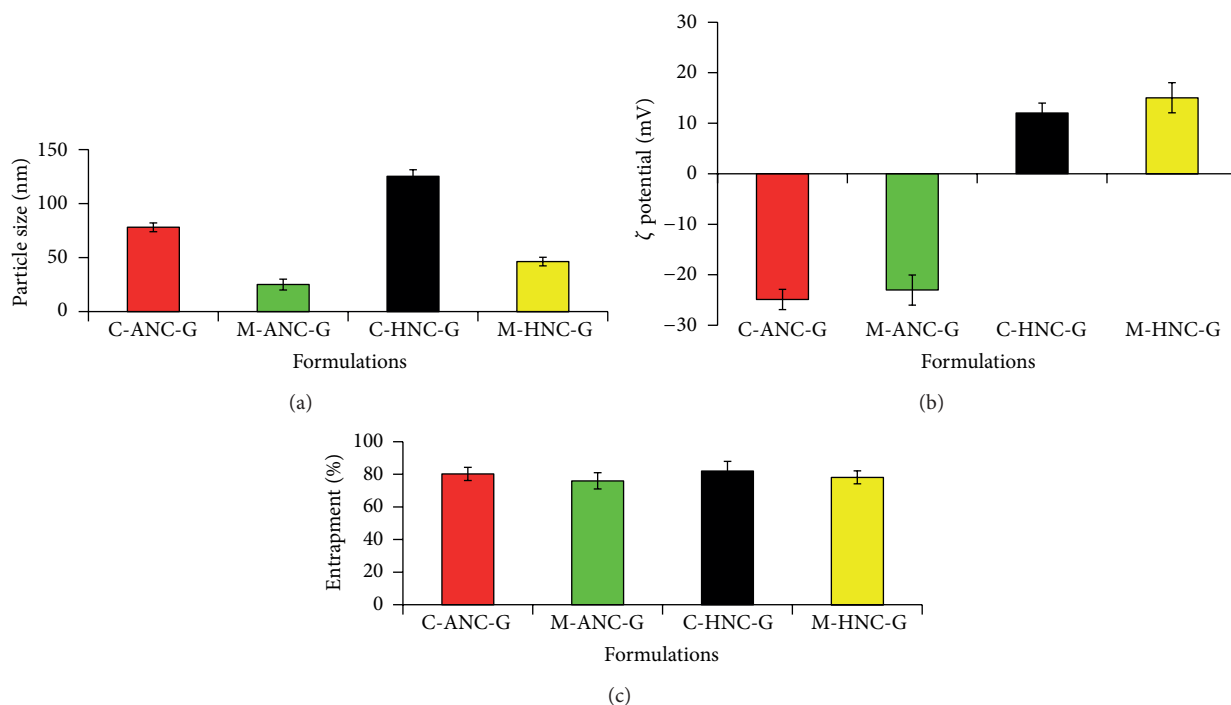 150
100
50
0
Particle size (nm)
C-ANC-G M-ANC-G C-HNC-G M-HNC-G
Formulations
(a)
30
20
10
0
−10
−20
−30
ζ potential (mV)
C-ANC-G M-ANC-G C-HNC-G M-HNC-G
Formulations
(b)
100
80
60
40
20
0
Entrapment (%)
C-ANC-G M-ANC-G C-HNC-G M-HNC-G
Formulations
(c)